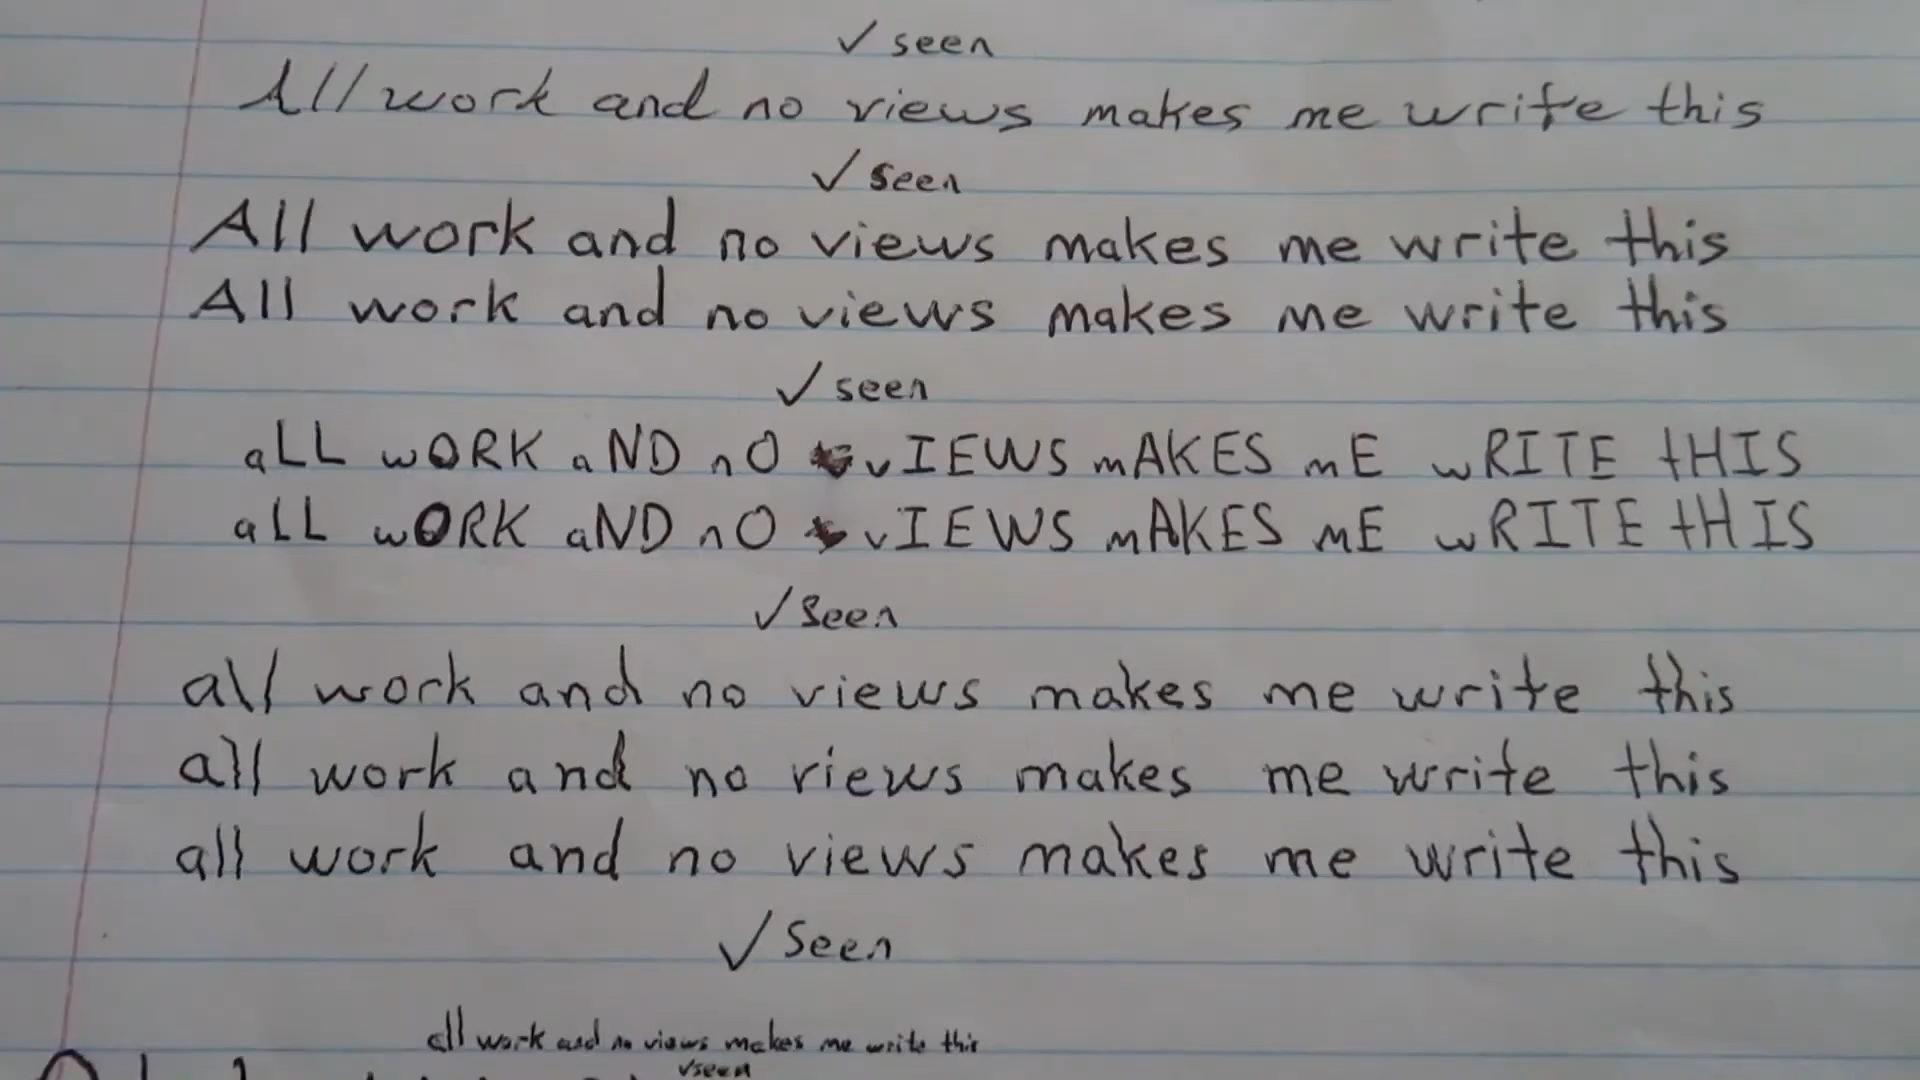 ✓ seen
All work and no views makes me write this
✓ seen
All work and no views makes me write this
All work and no views makes me write this
✓ seen
aLL wORK aND nO vIEWS mAKES mE wRITE tHIS
aLL wORK aND nO vIEWS mAKES mE wRITE tHIS
✓ Seen
all work and no views makes me write this
all work and no views makes me write this
all work and no views makes me write this
✓ Seen
all work and no views makes me write this
✓seen